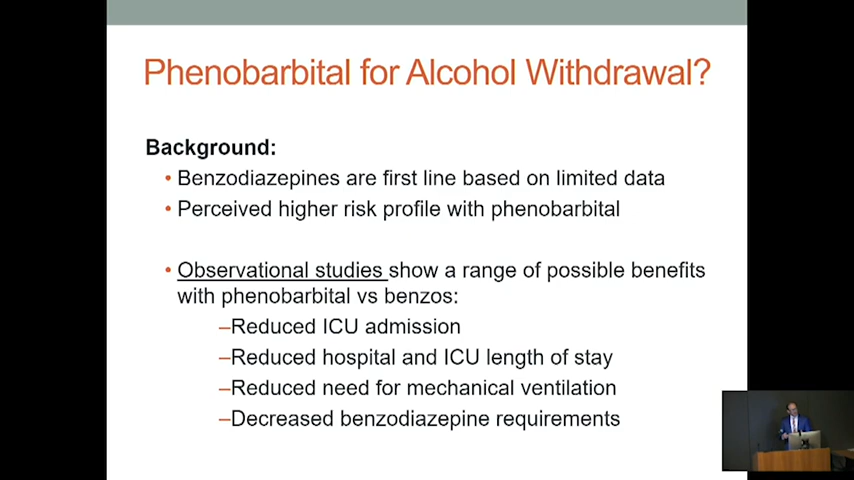 Phenobarbital for Alcohol Withdrawal?
Background:
• Benzodiazepines are first line based on limited data
• Perceived higher risk profile with phenobarbital
• Observational studies show a range of possible benefits
with phenobarbital vs benzos:
–Reduced ICU admission
–Reduced hospital and ICU length of stay
–Reduced need for mechanical ventilation
–Decreased benzodiazepine requirements